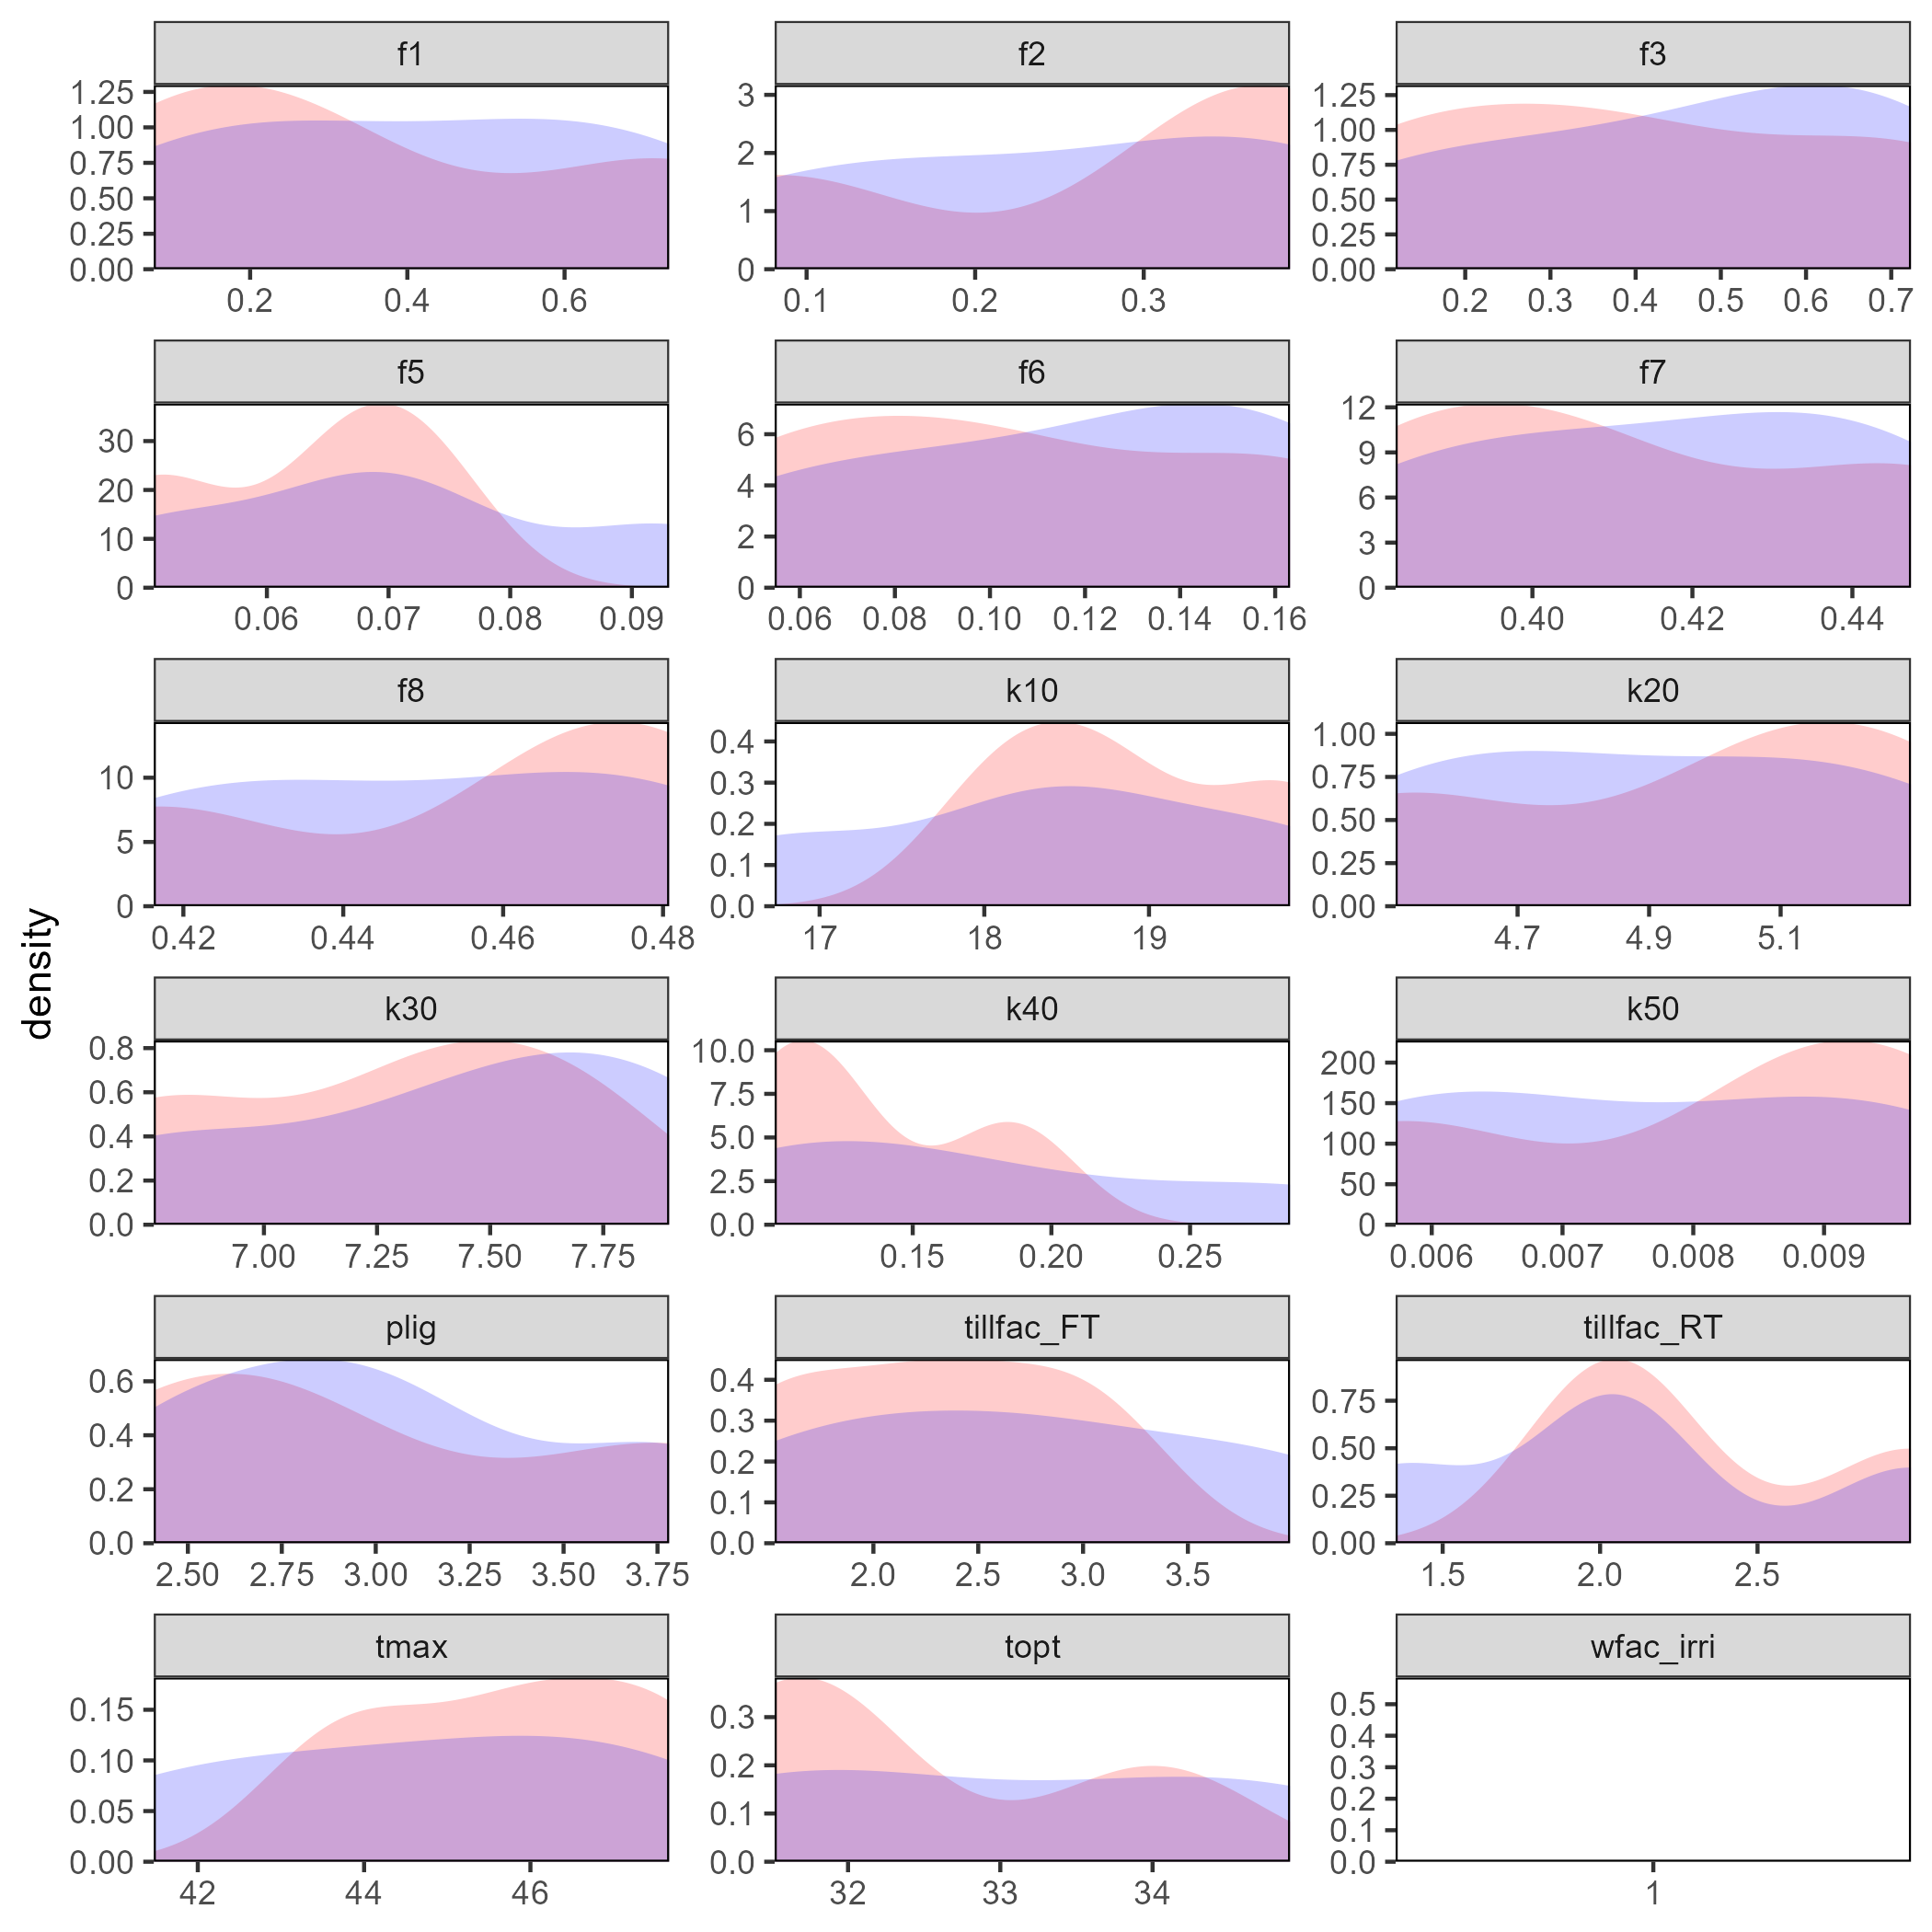 f1 f2 f3
1.25 1.00 0.75 0.50 0.25 0.00
3 2 1 0
1.25 1.00 0.75 0.50 0.25 0.00
0.2 0.4 0.6
0.1 0.2 0.3
0.2 0.3 0.4 0.5 0.6 0.7
f5 f6 f7
30 20 10 0
6 4 2 0
12 9 6 3 0
0.06 0.07 0.08 0.09
0.06 0.08 0.10 0.12 0.14 0.16
0.40 0.42 0.44
f8 k10 k20
10 5 0
0.4 0.3 0.2 0.1 0.0
1.00 0.75 0.50 0.25 0.00
0.42 0.44 0.46 0.48
17 18 19
4.7 4.9 5.1
density
k30 k40 k50
0.8 0.6 0.4 0.2 0.0
10.0 7.5 5.0 2.5 0.0
200 150 100 50 0
7.00 7.25 7.50 7.75
0.15 0.20 0.25
0.006 0.007 0.008 0.009
plig tillfac_FT tillfac_RT
0.6 0.4 0.2 0.0
0.4 0.3 0.2 0.1 0.0
0.75 0.50 0.25 0.00
2.50 2.75 3.00 3.25 3.50 3.75
2.0 2.5 3.0 3.5
1.5 2.0 2.5
tmax topt wfac_irri
0.15 0.10 0.05 0.00
0.3 0.2 0.1 0.0
0.5 0.4 0.3 0.2 0.1 0.0
42 44 46
32 33 34
1